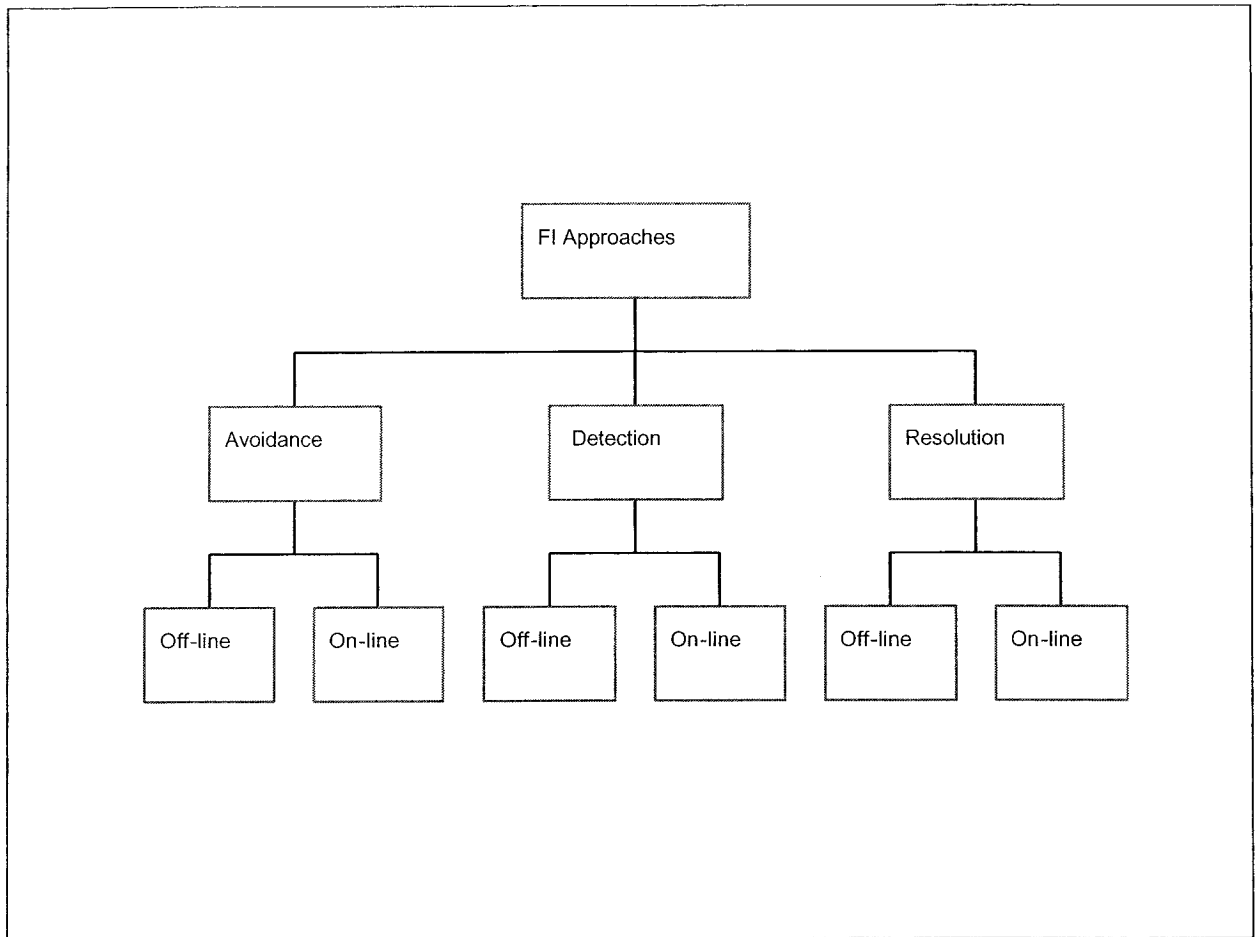 FI Approaches
Avoidance
Detection
Resolution
Off-line
On-line
Off-line
On-line
Off-line
On-line